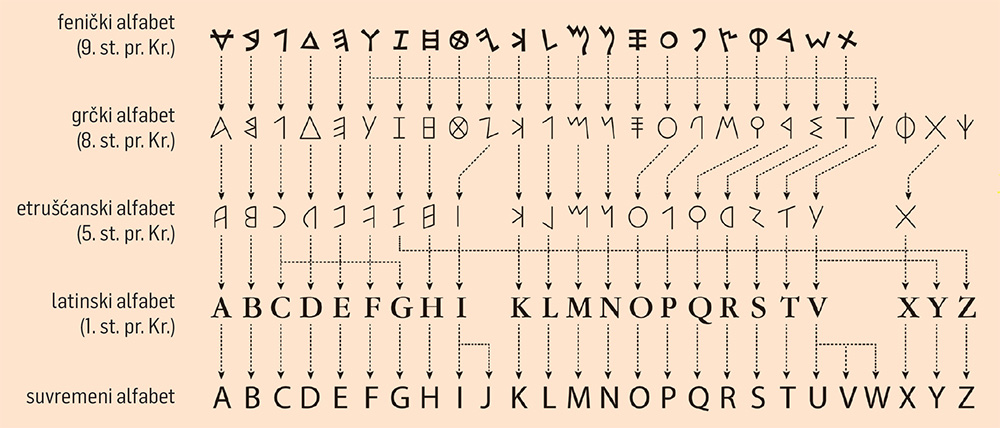 fenički alfabet
(9. st. pr. Kr.)
𐤀 𐤁 𐤂 𐤃 𐤄 𐤅 𐤆 𐤇 𐤈 𐤉 𐤊 𐤋 𐤌 𐤍 𐤎 𐤏 𐤐 𐤑 𐤒 𐤓 𐤔 𐤕
grčki alfabet
(8. st. pr. Kr.)
Α Β Γ Δ Ε Ϝ Ζ Η Θ Ι Κ Λ Μ Ν Ξ Ο Π Ϻ Ϙ Ρ Σ Τ Υ Φ Χ Ψ
etrušćanski alfabet
(5. st. pr. Kr.)
𐌀 𐌁 𐌂 𐌃 𐌄 𐌅 𐌆 𐌇 𐌉 𐌊 𐌋 𐌌 𐌍 𐌏 𐌐 𐌒 𐌓 𐌔 𐌕 𐌖 𐌗
latinski alfabet
(1. st. pr. Kr.)
A B C D E F G H I K L M N O P Q R S T V X Y Z
suvremeni alfabet
A B C D E F G H I J K L M N O P Q R S T U V W X Y Z